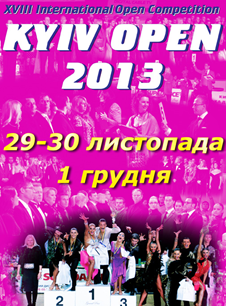 XVIII International Open Competition
KYIV OPEN
2013
29-30 листопада
1 грудня
2 1 3